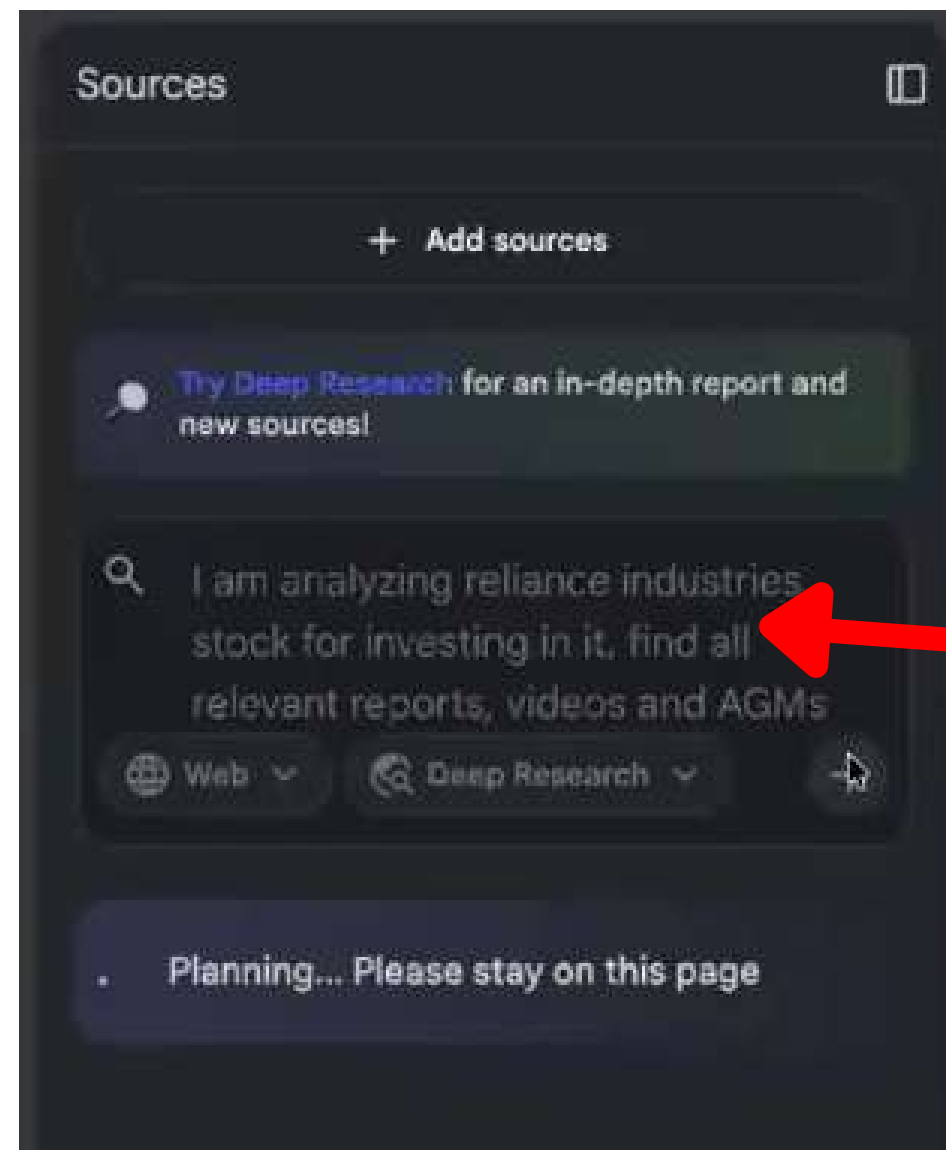 Sources
+ Add sources
Try Deep Research for an in-depth report and
new sources!
I am analyzing reliance industries
stock for investing in it, find all
relevant reports, videos and AGMs
Web
Deep Research
Planning... Please stay on this page